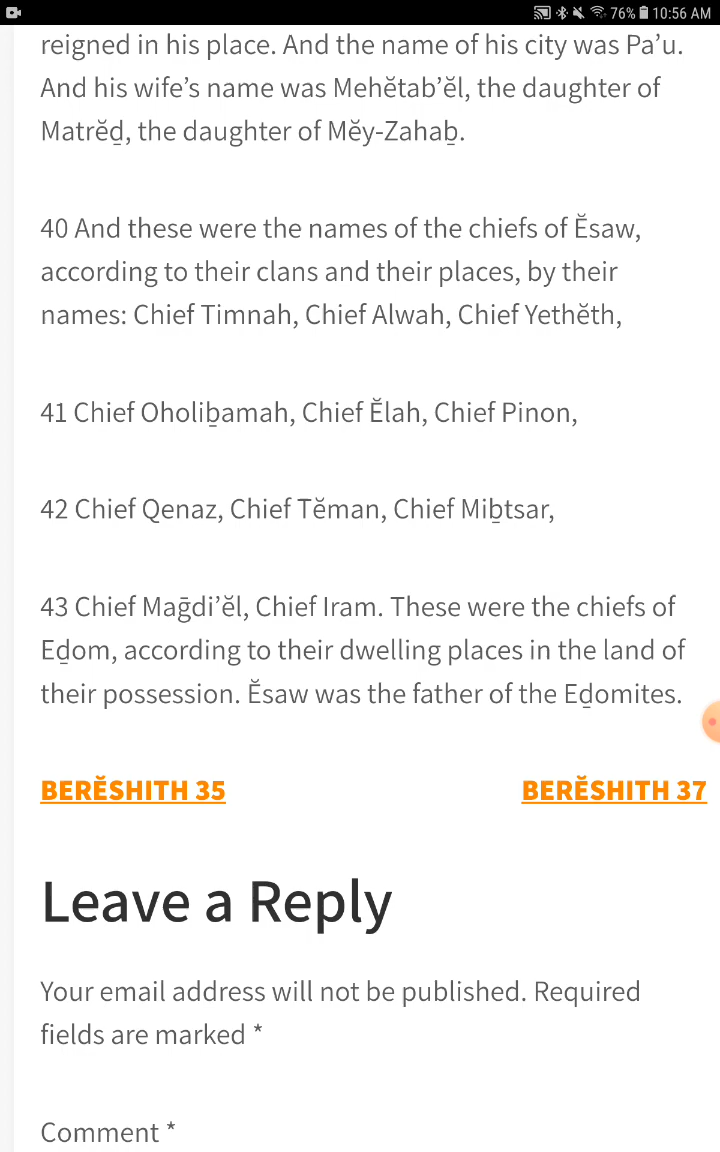 76% 10:56 AM
reigned in his place. And the name of his city was Pa’u.
And his wife’s name was Mehĕtab’ĕl, the daughter of
Matrĕḏ, the daughter of Mĕy-Zahaḇ.
40 And these were the names of the chiefs of Ĕsaw,
according to their clans and their places, by their
names: Chief Timnah, Chief Alwah, Chief Yethĕth,
41 Chief Oholiḇamah, Chief Ĕlah, Chief Pinon,
42 Chief Qenaz, Chief Tĕman, Chief Miḇtsar,
43 Chief Maḡdi’ĕl, Chief Iram. These were the chiefs of
Eḏom, according to their dwelling places in the land of
their possession. Ĕsaw was the father of the Eḏomites.
BERĔSHITH 35 BERĔSHITH 37
Leave a Reply
Your email address will not be published. Required
fields are marked *
Comment *